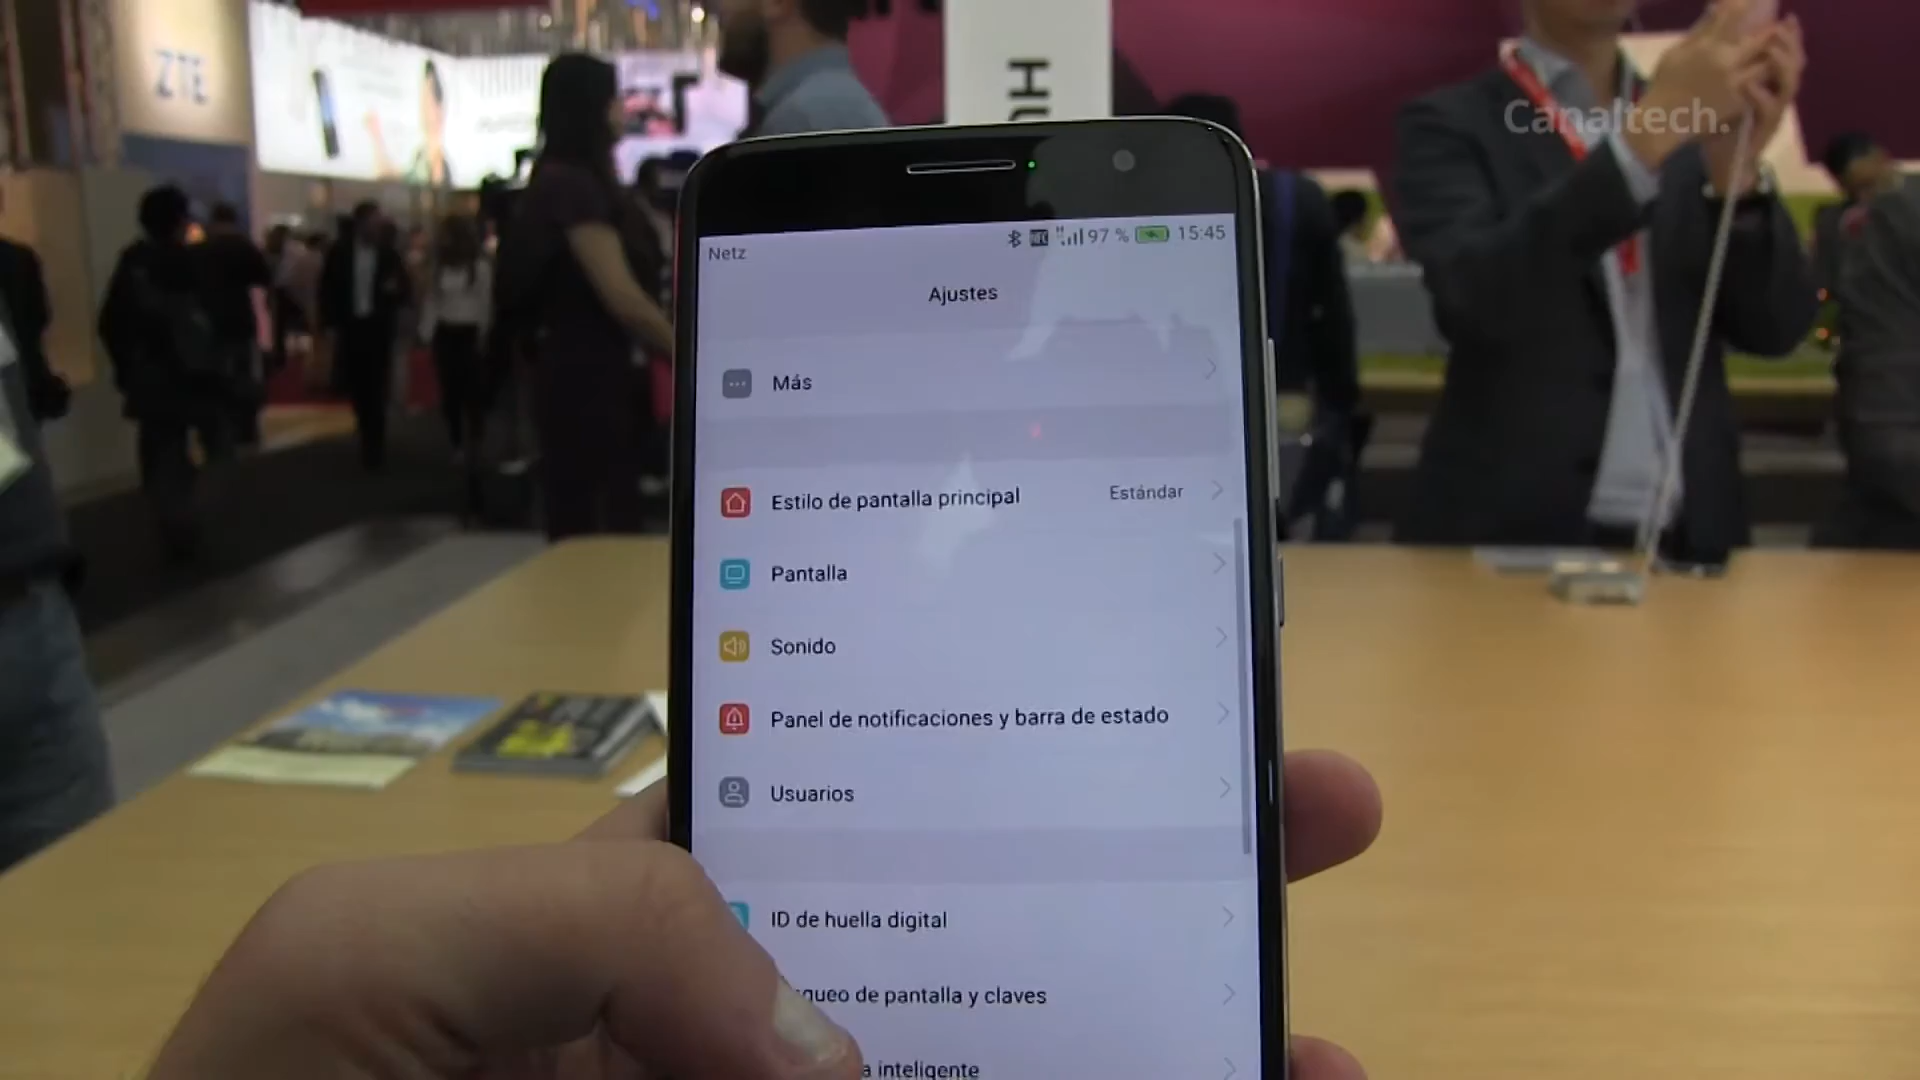 ZTE
HU
Canaltech.
Netz
97 %
15:45
Ajustes
Más
Estilo de pantalla principal
Estándar
Pantalla
Sonido
Panel de notificaciones y barra de estado
Usuarios
ID de huella digital
queo de pantalla y claves
a inteligente